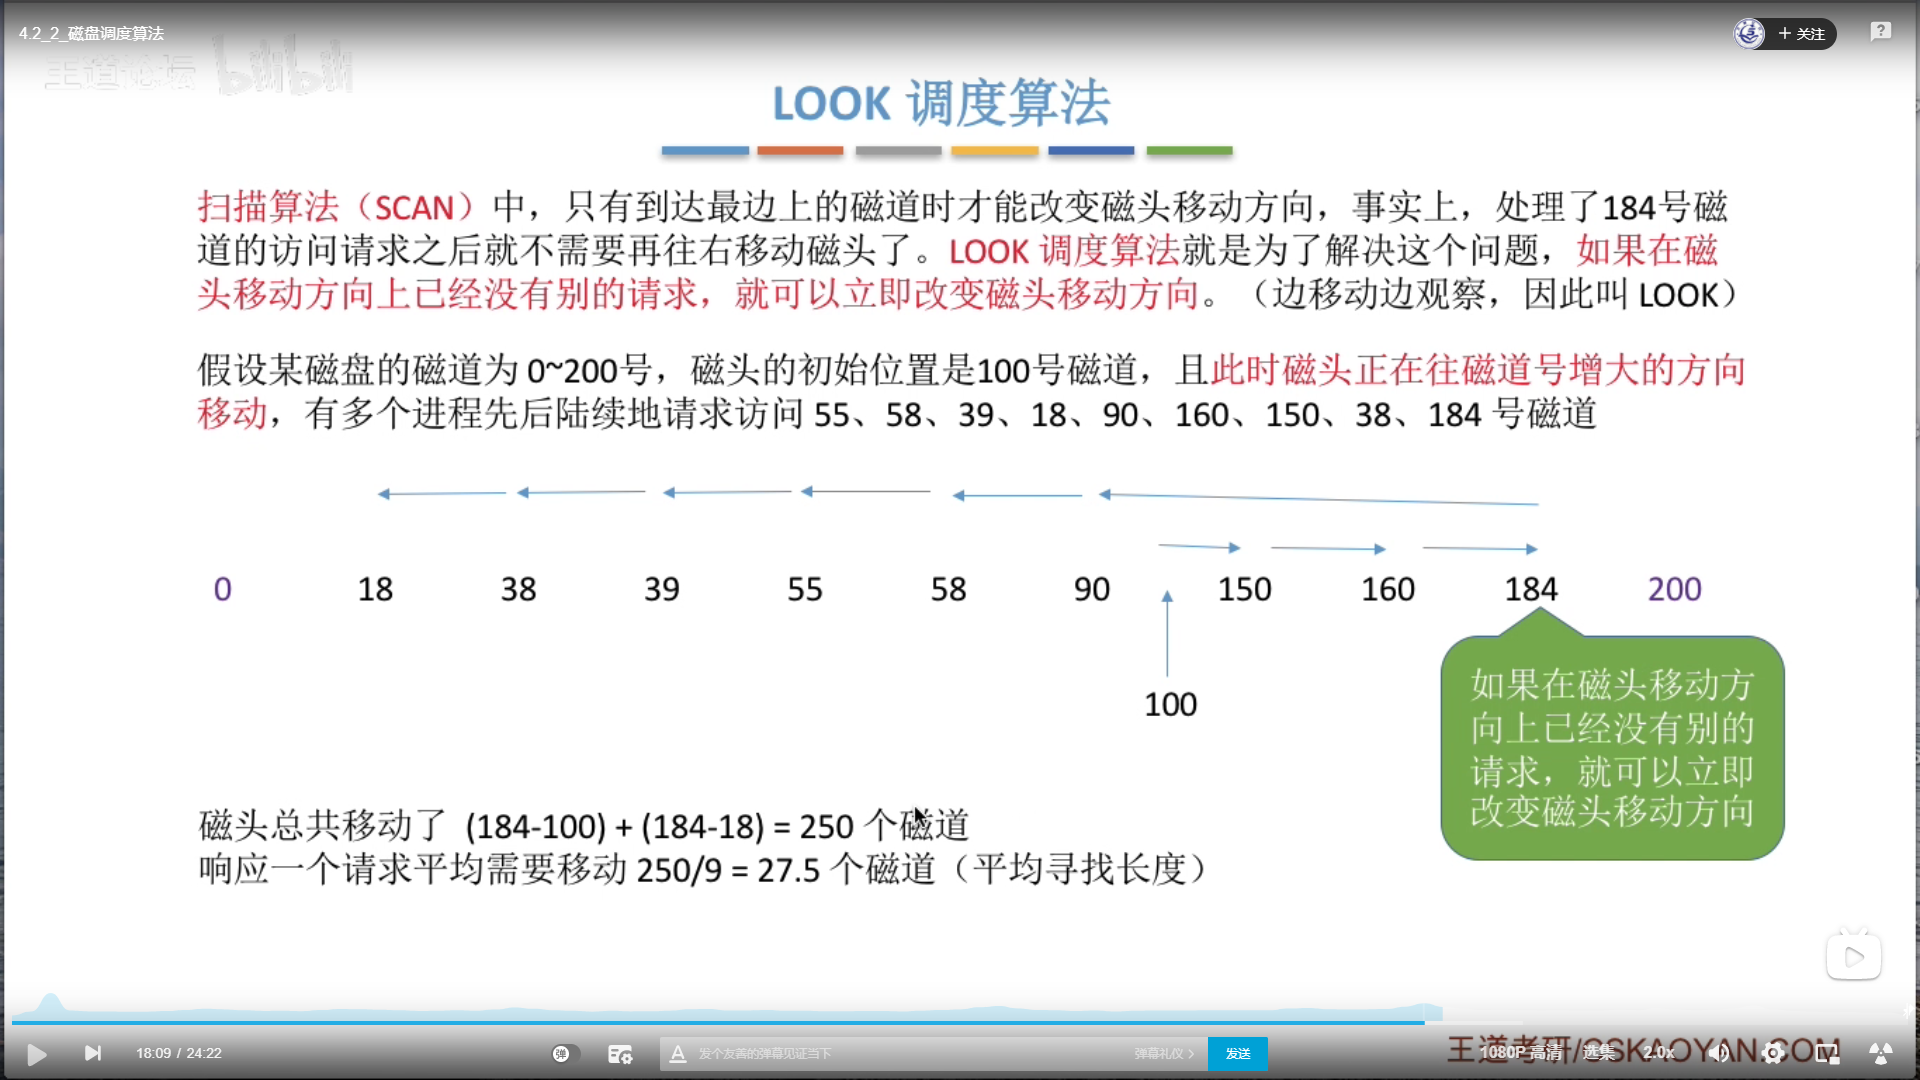 4.2_2_磁盘调度算法
+ 关注
王道论坛 bilibili
LOOK 调度算法
扫描算法（SCAN）中，只有到达最边上的磁道时才能改变磁头移动方向，事实上，处理了184号磁
道的访问请求之后就不需要再往右移动磁头了。LOOK 调度算法就是为了解决这个问题，如果在磁
头移动方向上已经没有别的请求，就可以立即改变磁头移动方向。（边移动边观察，因此叫 LOOK）
假设某磁盘的磁道为 0~200号，磁头的初始位置是100号磁道，且此时磁头正在往磁道号增大的方向
移动，有多个进程先后陆续地请求访问 55、58、39、18、90、160、150、38、184 号磁道
0 18 38 39 55 58 90 150 160 184 200
100
如果在磁头移动方
向上已经没有别的
请求，就可以立即
改变磁头移动方向
磁头总共移动了 (184-100) + (184-18) = 250 个磁道
响应一个请求平均需要移动 250/9 = 27.5 个磁道（平均寻找长度）
王道考研/CSKAOYAN.COM
18:09 / 24:22
弹
A 发个友善的弹幕见证当下
弹幕礼仪 >
发送
1080P 高清
选集
2.0x